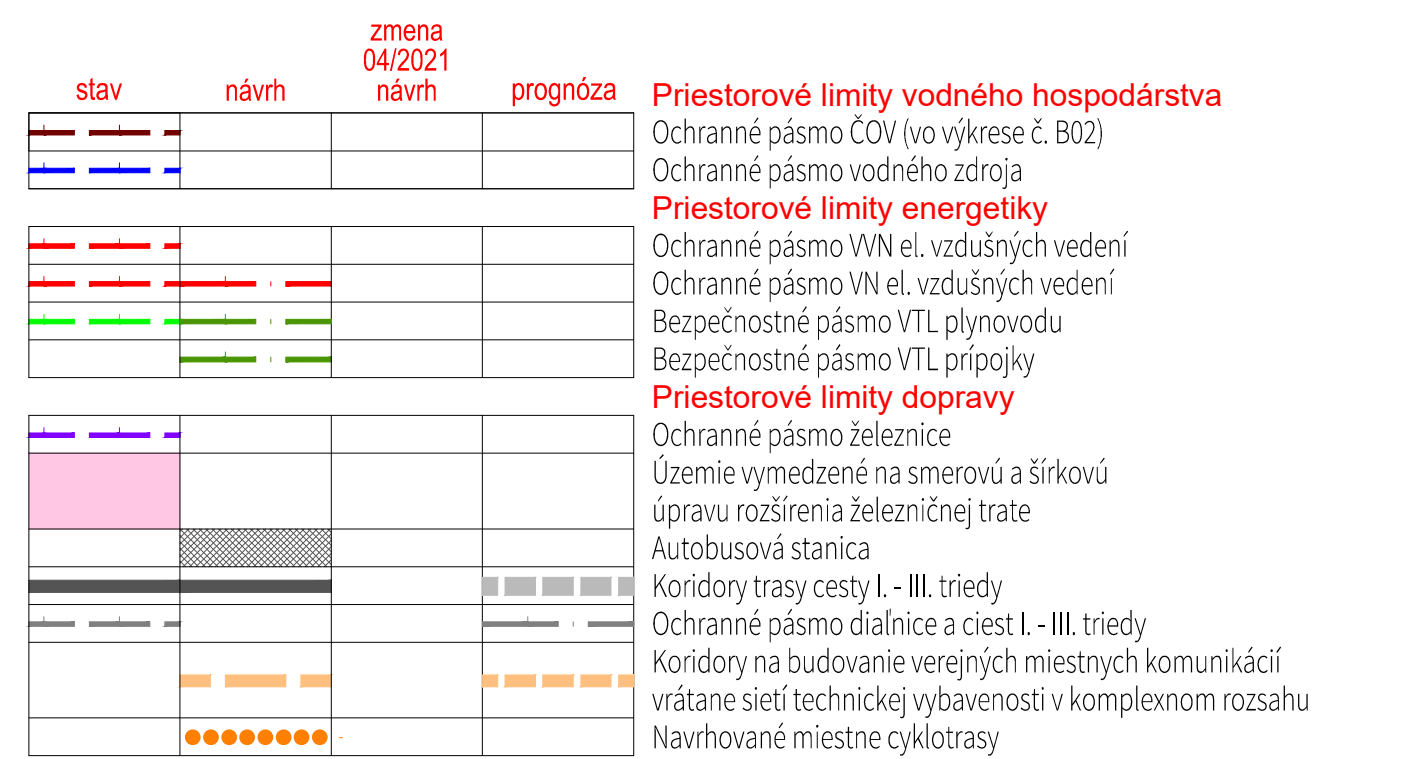 zmena
04/2021
stav návrh návrh prognóza
Priestorové limity vodného hospodárstva
Ochranné pásmo ČOV (vo výkrese č. B02)
Ochranné pásmo vodného zdroja
Priestorové limity energetiky
Ochranné pásmo VVN el. vzdušných vedení
Ochranné pásmo VN el. vzdušných vedení
Bezpečnostné pásmo VTL plynovodu
Bezpečnostné pásmo VTL prípojky
Priestorové limity dopravy
Ochranné pásmo železnice
Územie vymedzené na smerovú a šírkovú
úpravu rozšírenia železničnej trate
Autobusová stanica
Koridory trasy cesty I. - III. triedy
Ochranné pásmo diaľnice a ciest I. - III. triedy
Koridory na budovanie verejných miestnych komunikácií
vrátane sietí technickej vybavenosti v komplexnom rozsahu
Navrhované miestne cyklotrasy